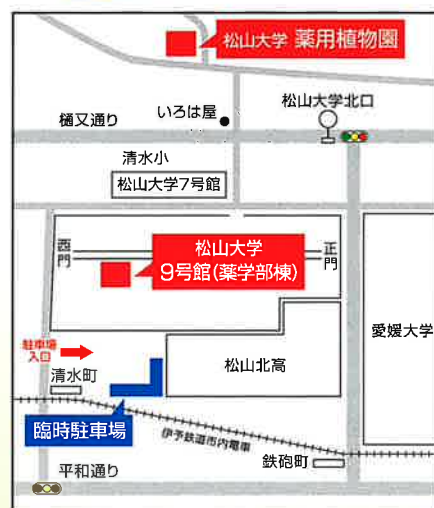 松山大学 薬用植物園
いろは屋
松山大学北口
樋又通り
清水小
松山大学7号館
西門
松山大学
9号館(薬学部棟)
正門
愛媛大学
駐車場
入口
松山北高
清水町
臨時駐車場
伊予鉄道市内電車
鉄砲町
平和通り